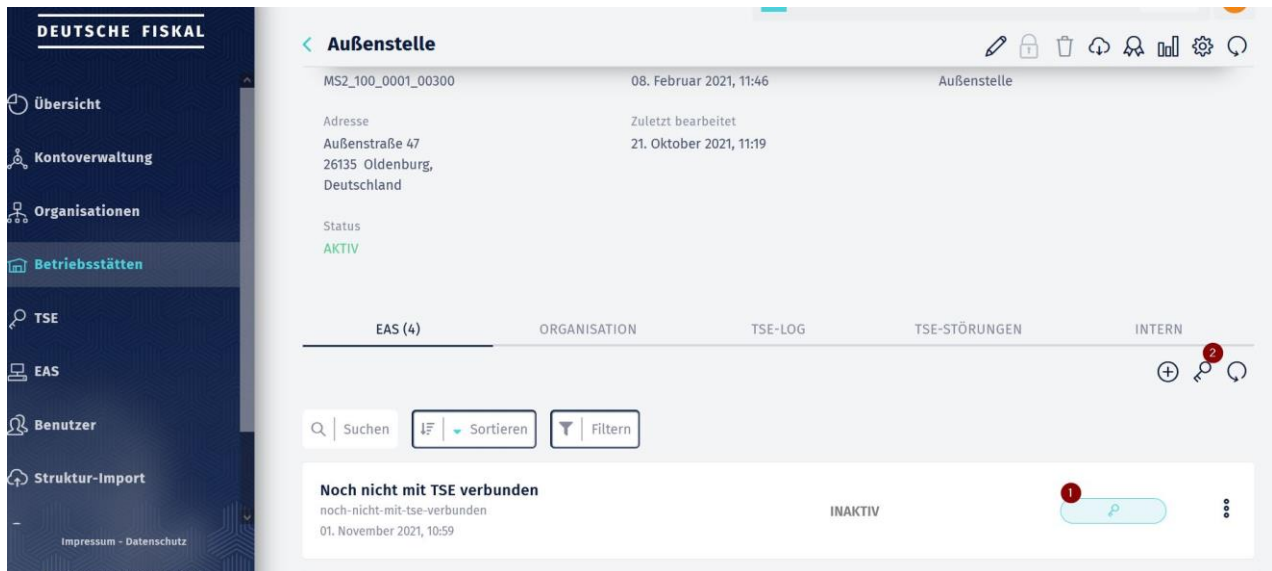 DEUTSCHE FISKAL
Übersicht
Kontoverwaltung
Organisationen
Betriebsstätten
TSE
EAS
Benutzer
Struktur-Import
Impressum - Datenschutz
Außenstelle
MS2_100_0001_00300
08. Februar 2021, 11:46
Außenstelle
Adresse
Außenstraße 47
26135 Oldenburg,
Deutschland
Zuletzt bearbeitet
21. Oktober 2021, 11:19
Status
AKTIV
EAS (4)
ORGANISATION
TSE-LOG
TSE-STÖRUNGEN
INTERN
2
Suchen
Sortieren
Filtern
Noch nicht mit TSE verbunden
noch-nicht-mit-tse-verbunden
01. November 2021, 10:59
INAKTIV
1